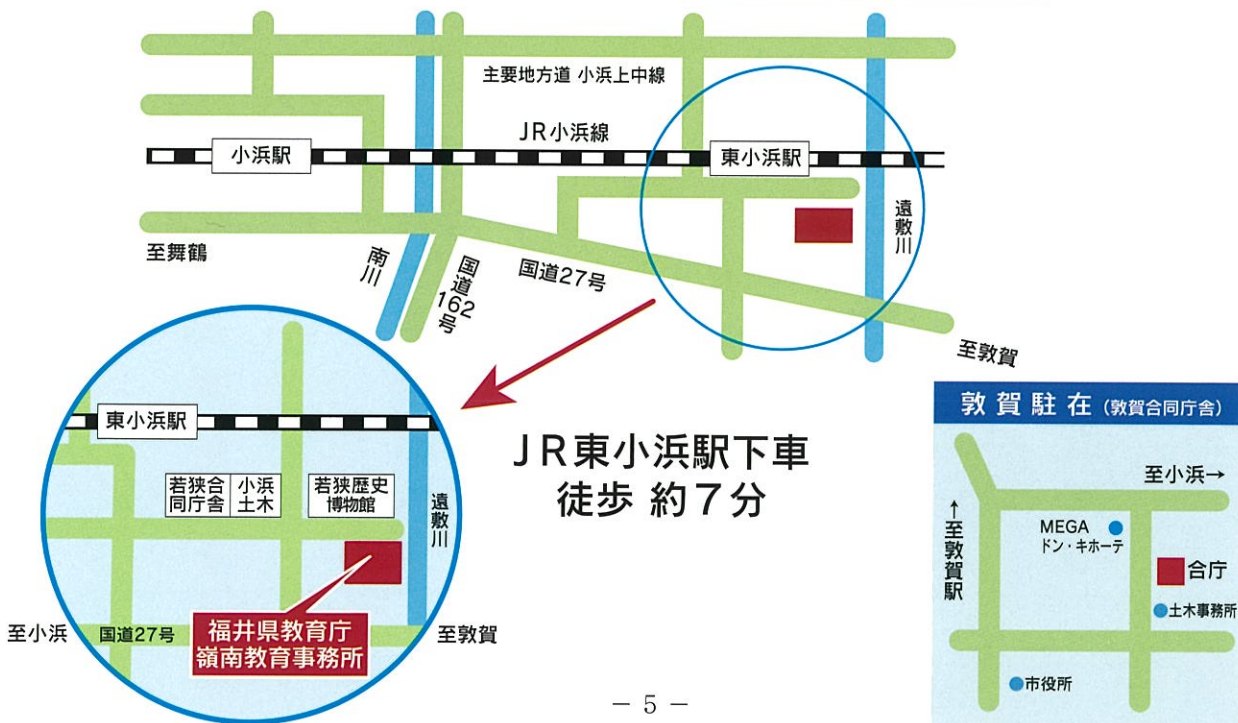 主要地方道 小浜上中線
JR小浜線
小浜駅
東小浜駅
至舞鶴
南川
国道162号
国道27号
遠敷川
至敦賀
東小浜駅
若狭合
同庁舎
小浜
土木
若狭歴史
博物館
遠敷川
至小浜
国道27号
福井県教育庁
嶺南教育事務所
至敦賀
JR東小浜駅下車
徒歩 約7分
敦賀駐在(敦賀合同庁舎)
至小浜→
←至敦賀駅
MEGA
ドン・キホーテ
合庁
土木事務所
市役所
− 5 −